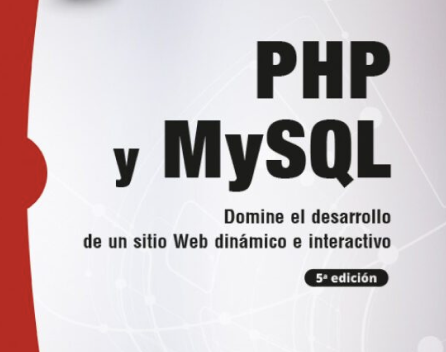 PHP
y MySQL
Domine el desarrollo
de un sitio Web dinámico e interactivo
5ª edición